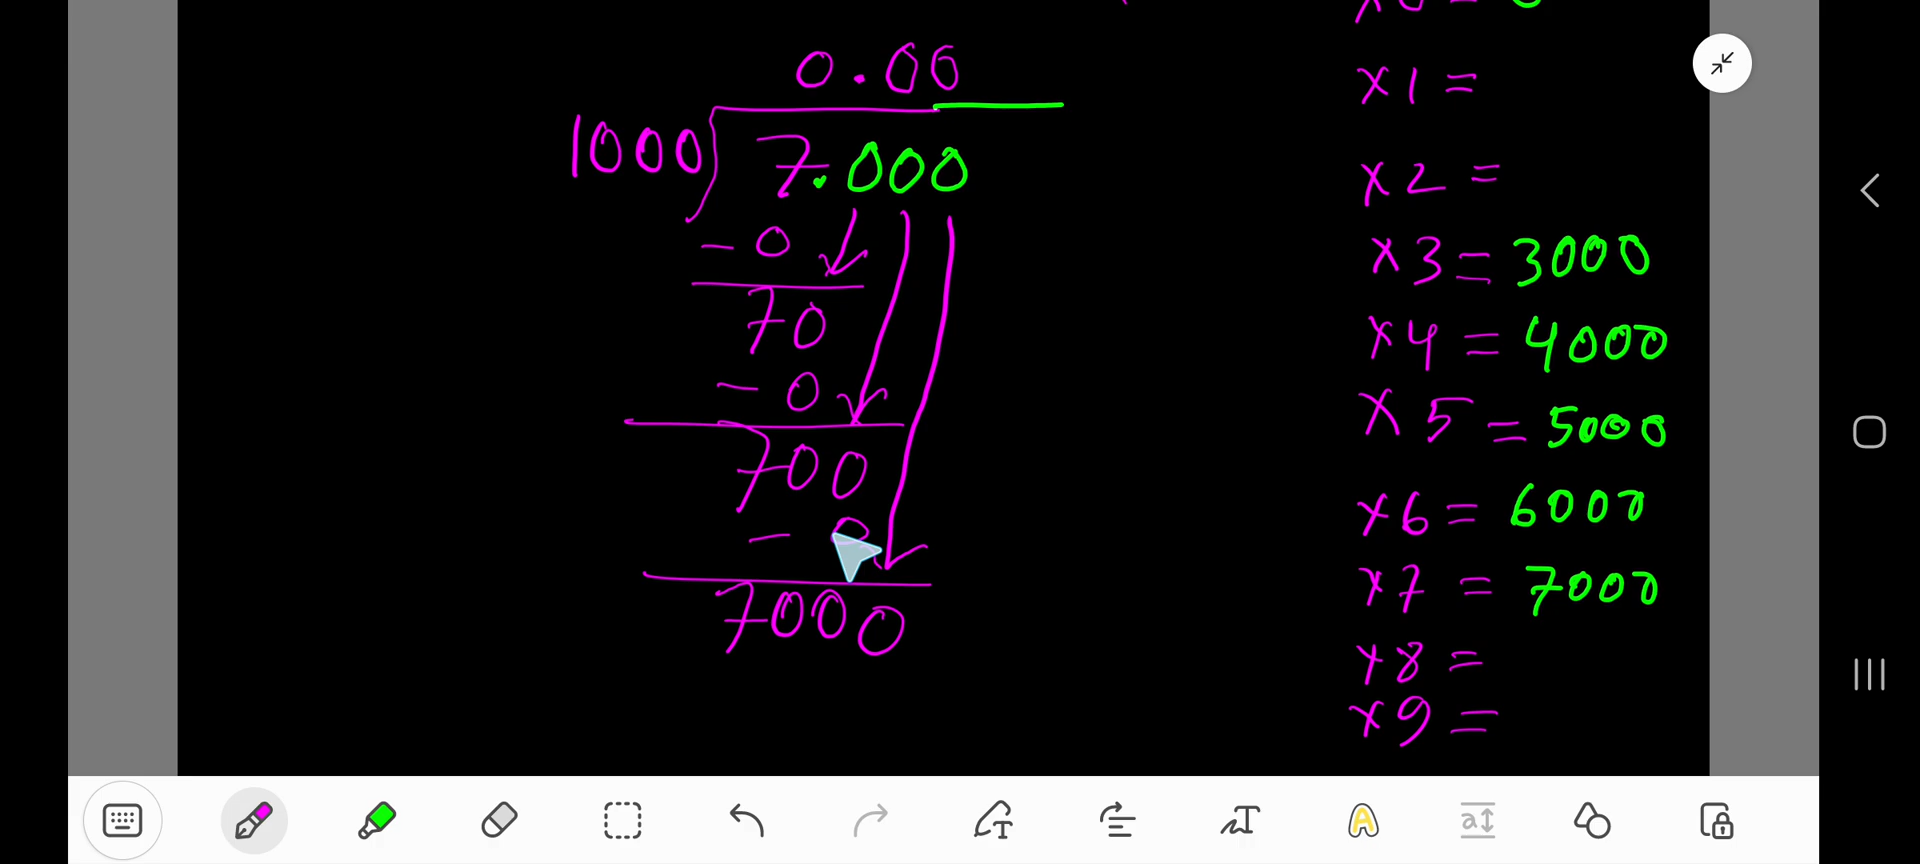 0.00
1000 7.000
- 0
70
- 0
700
- 0
7000
x1 =
x2 =
x3 = 3000
x4 = 4000
x5 = 5000
x6 = 6000
x7 = 7000
x8 =
x9 =